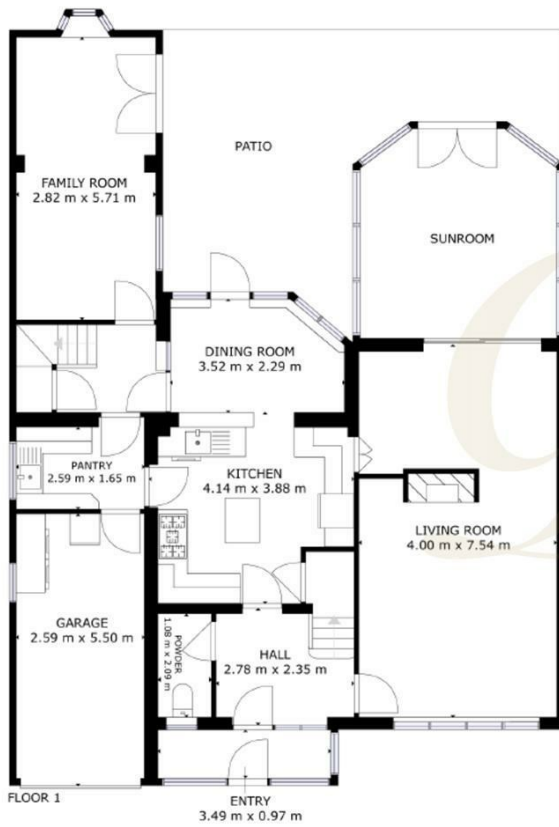 PATIO
FAMILY ROOM
2.82 m x 5.71 m
SUNROOM
DINING ROOM
3.52 m x 2.29 m
PANTRY
2.59 m x 1.65 m
KITCHEN
4.14 m x 3.88 m
LIVING ROOM
4.00 m x 7.54 m
GARAGE
2.59 m x 5.50 m
POWDER
1.08 m x 2.09 m
HALL
2.78 m x 2.35 m
FLOOR 1
ENTRY
3.49 m x 0.97 m